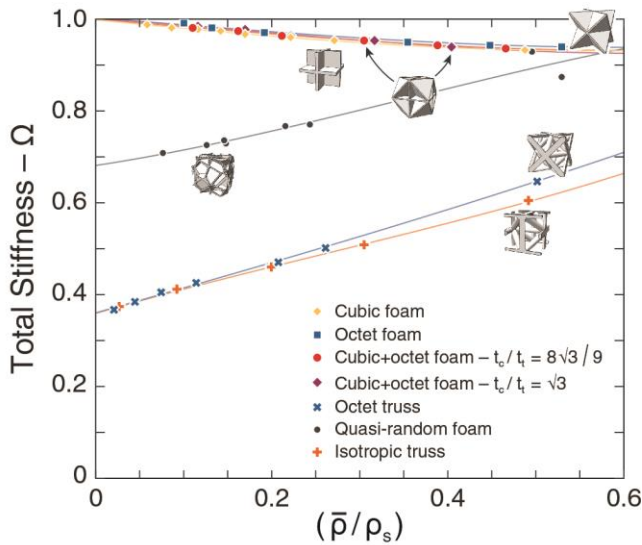 1.0
0.8
0.6
0.4
0.2
0
Total Stiffness – Ω
Cubic foam
Octet foam
Cubic+octet foam – t_c / t_t = 8√3 / 9
Cubic+octet foam – t_c / t_t = √3
Octet truss
Quasi-random foam
Isotropic truss
0 0.2 0.4 0.6
(ρ̅/ρ_s)